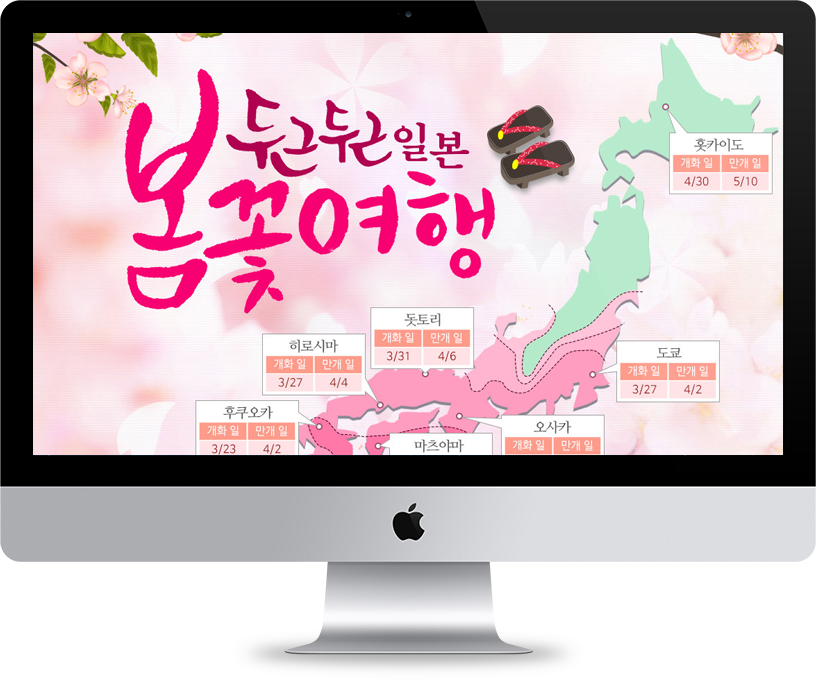 두근두근 일본
봄꽃여행
홋카이도
개화 일 만개 일
4/30 5/10
돗토리
개화 일 만개 일
3/31 4/6
히로시마
개화 일 만개 일
3/27 4/4
도쿄
개화 일 만개 일
3/27 4/2
후쿠오카
개화 일 만개 일
3/23 4/2
마츠야마
오사카
개화 일 만개 일